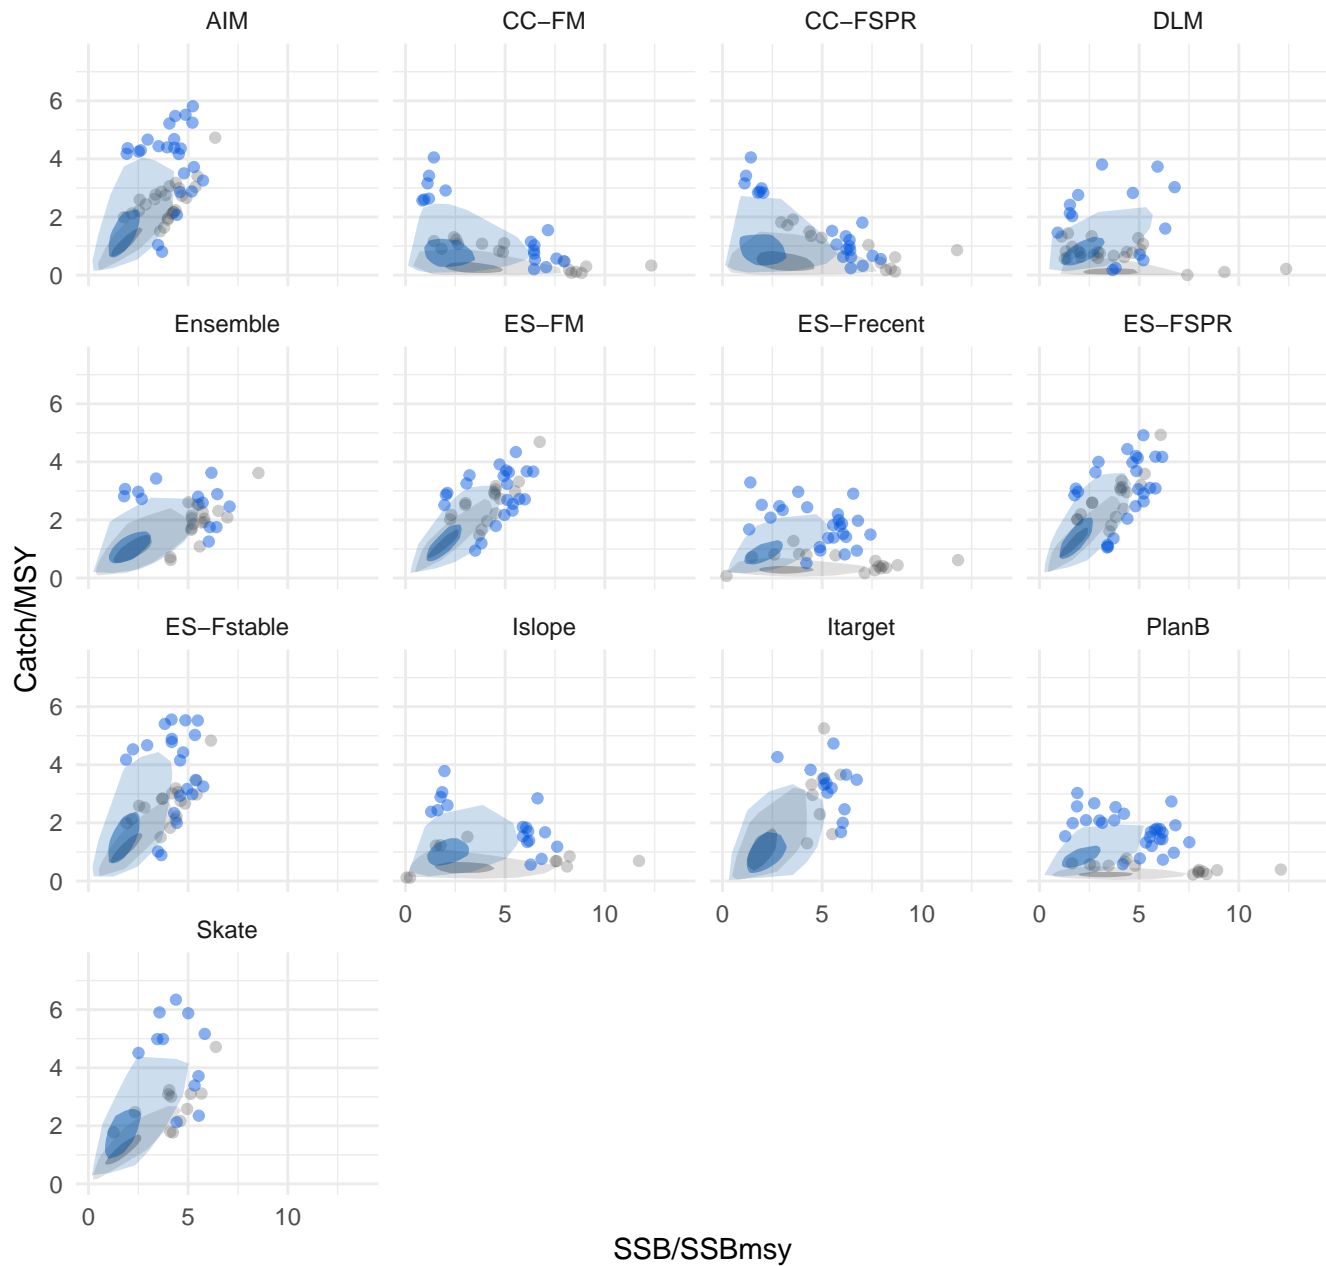 AIM CC−FM CC−FSPR DLM
6
4
2
0
Ensemble ES−FM ES−Frecent ES−FSPR
6
4
2
0
Catch/MSY
ES−Fstable Islope Itarget PlanB
6
4
2
0
0 5 10 0 5 10 0 5 10
Skate
6
4
2
0
0 5 10
SSB/SSBmsy